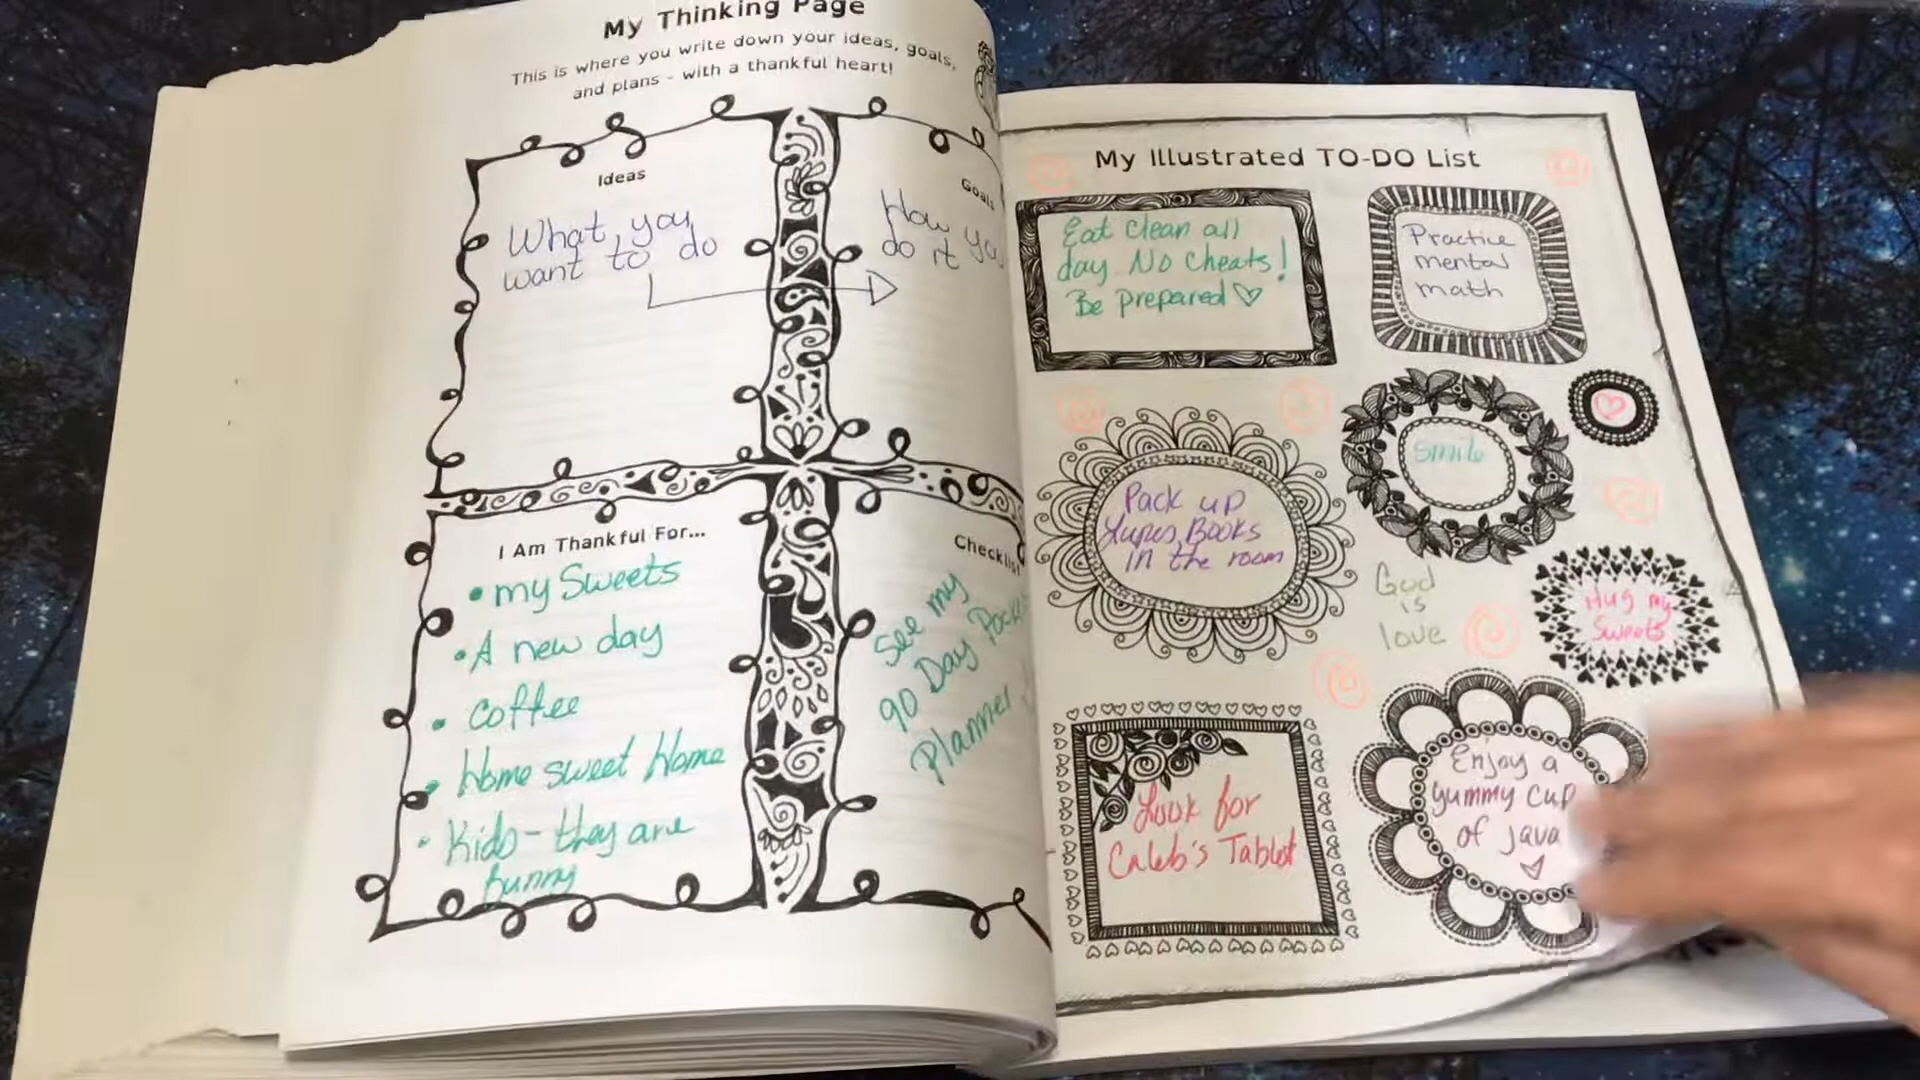 My Thinking Page
This is where you write down your ideas, goals,
and plans - with a thankful heart!
Ideas
What you
want to do
Goals
How you
do it
I Am Thankful For...
• my Sweets
• A new day
• coffee
• Home sweet Home
• Kids - they are
funny
Checklist
See my
90 Day
Planner
My Illustrated TO-DO List
Eat clean all
day No cheats!
Be prepared ♡
Practice
mental
math
smile
Pack up
Books
in the room
God
is
love
Hug my
Sweets
Look for
Caleb's Tablet
Enjoy a
yummy cup
of java
♡